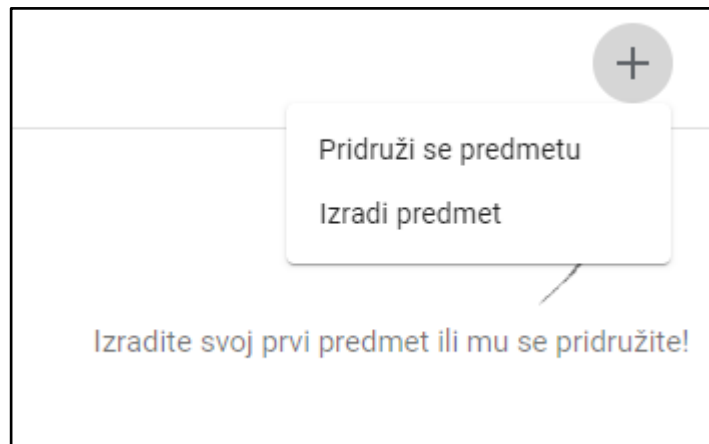 Pridruži se predmetu
Izradi predmet
Izradite svoj prvi predmet ili mu se pridružite!